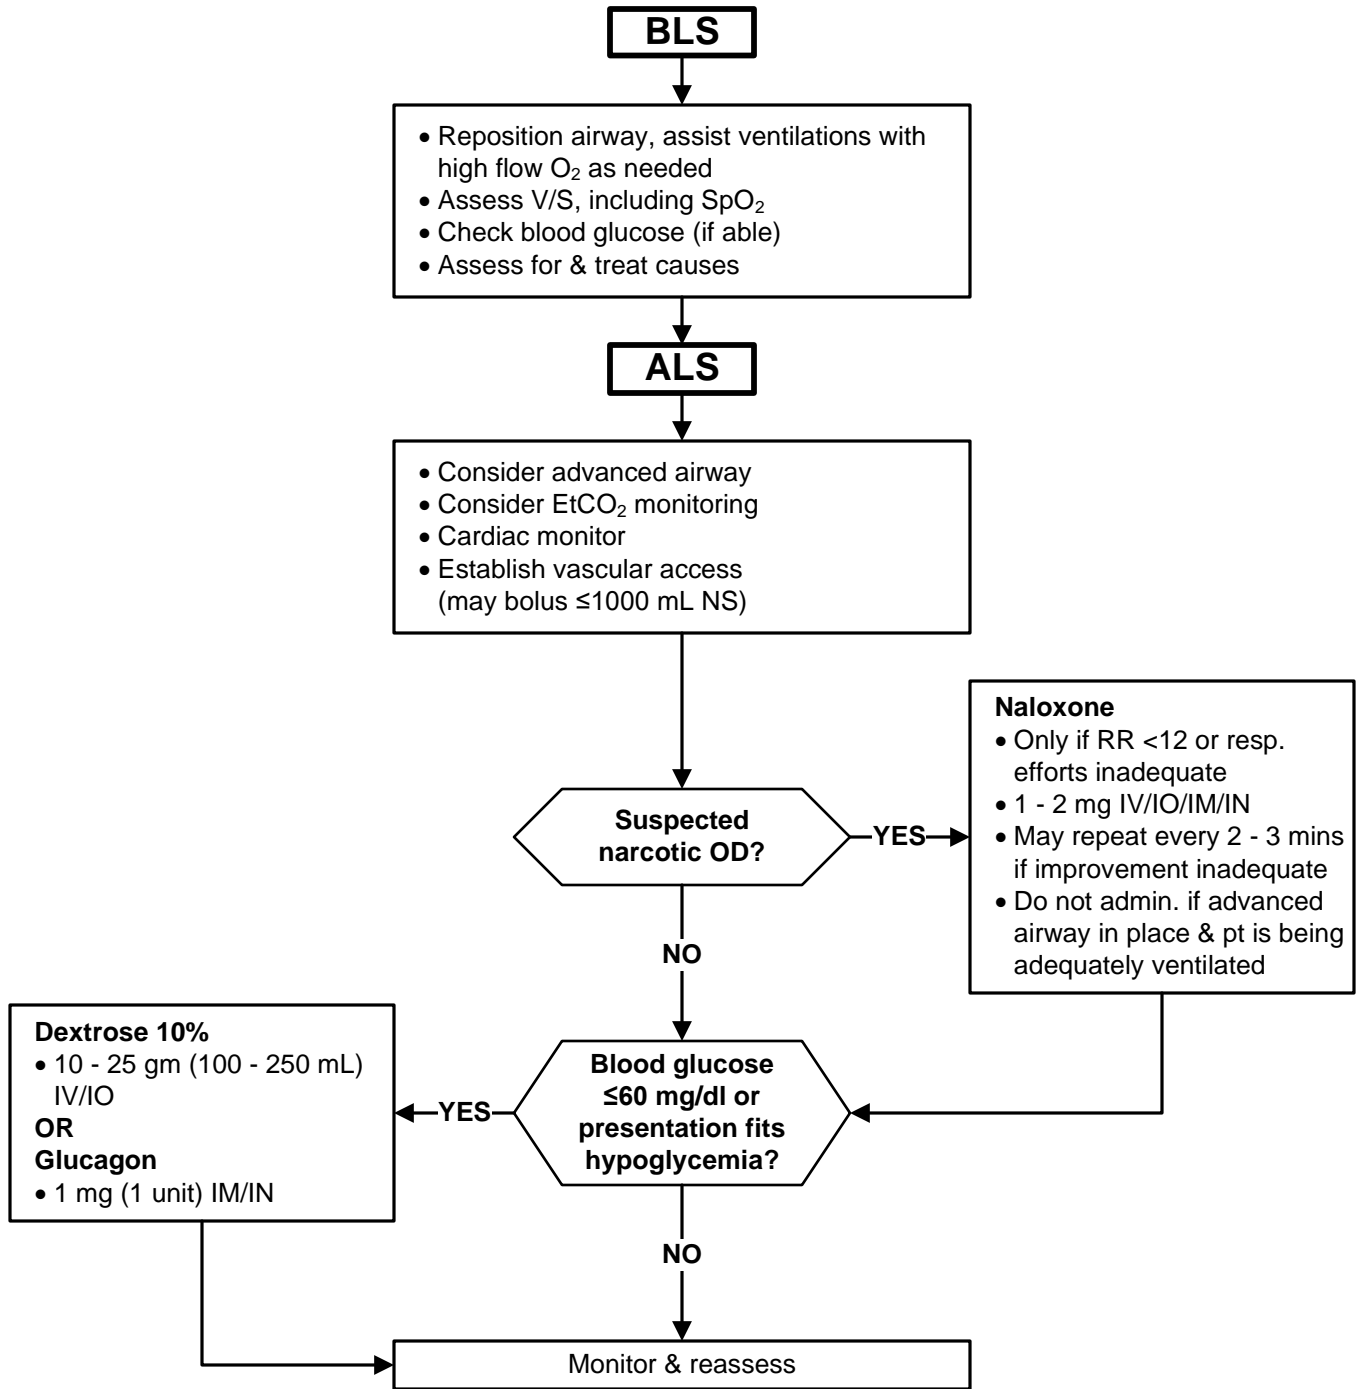 BLS
• Reposition airway, assist ventilations with
high flow O₂ as needed
• Assess V/S, including SpO₂
• Check blood glucose (if able)
• Assess for & treat causes
ALS
• Consider advanced airway
• Consider EtCO₂ monitoring
• Cardiac monitor
• Establish vascular access
(may bolus ≤1000 mL NS)
Suspected
narcotic OD?
YES
Naloxone
• Only if RR <12 or resp.
efforts inadequate
• 1 - 2 mg IV/IO/IM/IN
• May repeat every 2 - 3 mins
if improvement inadequate
• Do not admin. if advanced
airway in place & pt is being
adequately ventilated
NO
Blood glucose
≤60 mg/dl or
presentation fits
hypoglycemia?
YES
Dextrose 10%
• 10 - 25 gm (100 - 250 mL)
IV/IO
OR
Glucagon
• 1 mg (1 unit) IM/IN
NO
Monitor & reassess